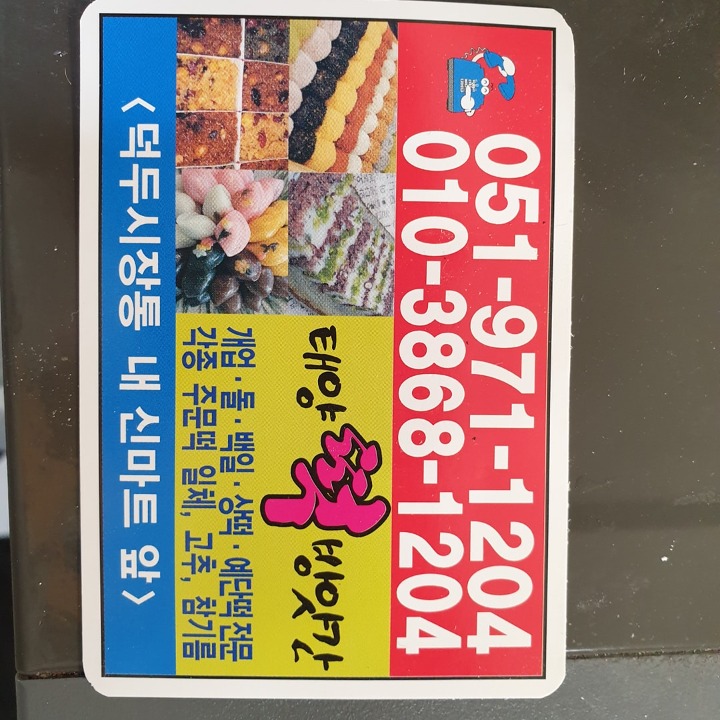 051-971-1204
010-3868-1204
태양떡방앗간
개업·돌·백일·상떡·예단떡전문
각종 주문떡 일체, 고추, 참기름
<덕두시장통 내 신마트 앞>